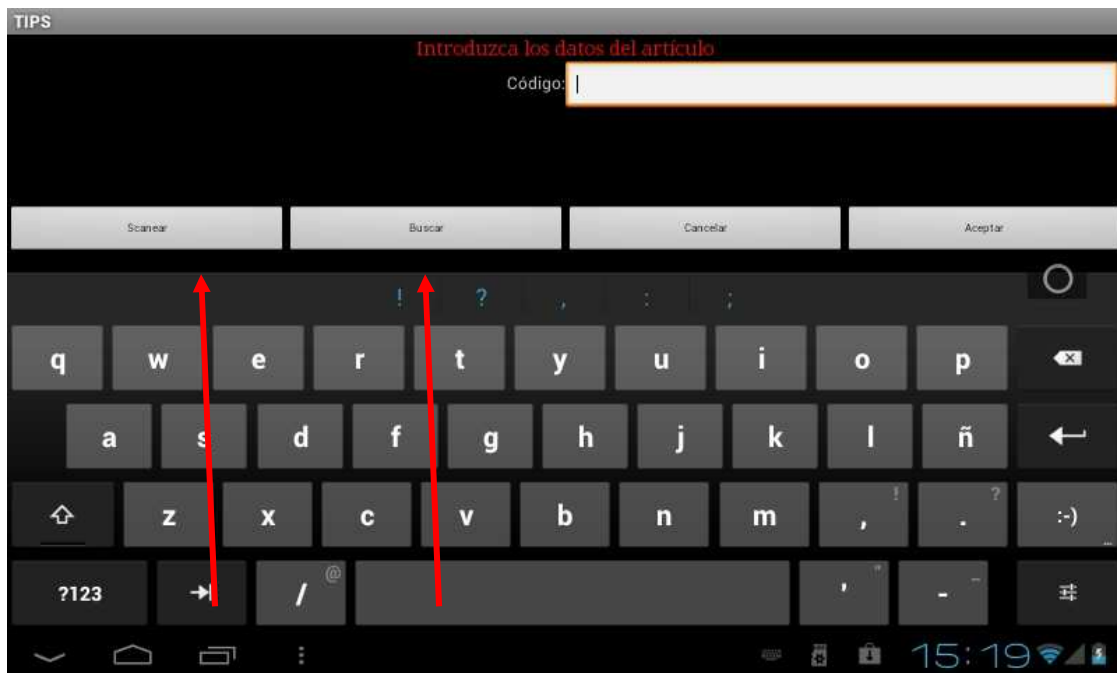 TIPS
Introduzca los datos del artículo
Código:
Scanear Buscar Cancelar Aceptar
! ? , : ;
q w e r t y u i o p
a s d f g h j k l ñ
! ?
z x c v b n m , . :-)
@ " _
?123 / ' -
15:19